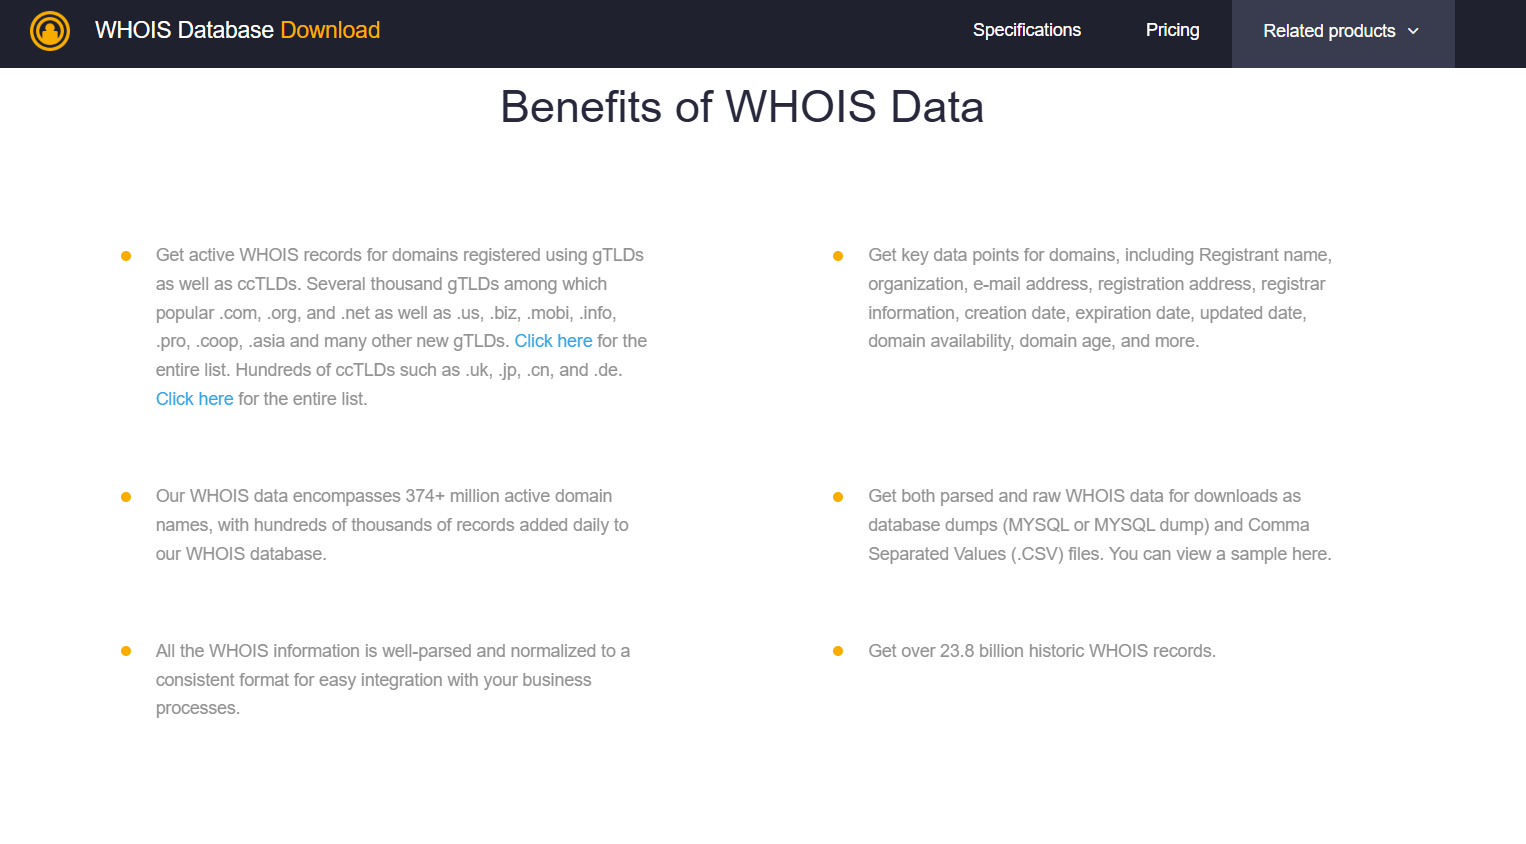 WHOIS Database Download
Specifications
Pricing
Related products
Benefits of WHOIS Data
Get active WHOIS records for domains registered using gTLDs
as well as ccTLDs. Several thousand gTLDs among which
popular .com, .org, and .net as well as .us, .biz, .mobi, .info,
.pro, .coop, .asia and many other new gTLDs. Click here for the
entire list. Hundreds of ccTLDs such as .uk, .jp, .cn, and .de.
Click here for the entire list.
Get key data points for domains, including Registrant name,
organization, e-mail address, registration address, registrar
information, creation date, expiration date, updated date,
domain availability, domain age, and more.
Our WHOIS data encompasses 374+ million active domain
names, with hundreds of thousands of records added daily to
our WHOIS database.
Get both parsed and raw WHOIS data for downloads as
database dumps (MYSQL or MYSQL dump) and Comma
Separated Values (.CSV) files. You can view a sample here.
All the WHOIS information is well-parsed and normalized to a
consistent format for easy integration with your business
processes.
Get over 23.8 billion historic WHOIS records.